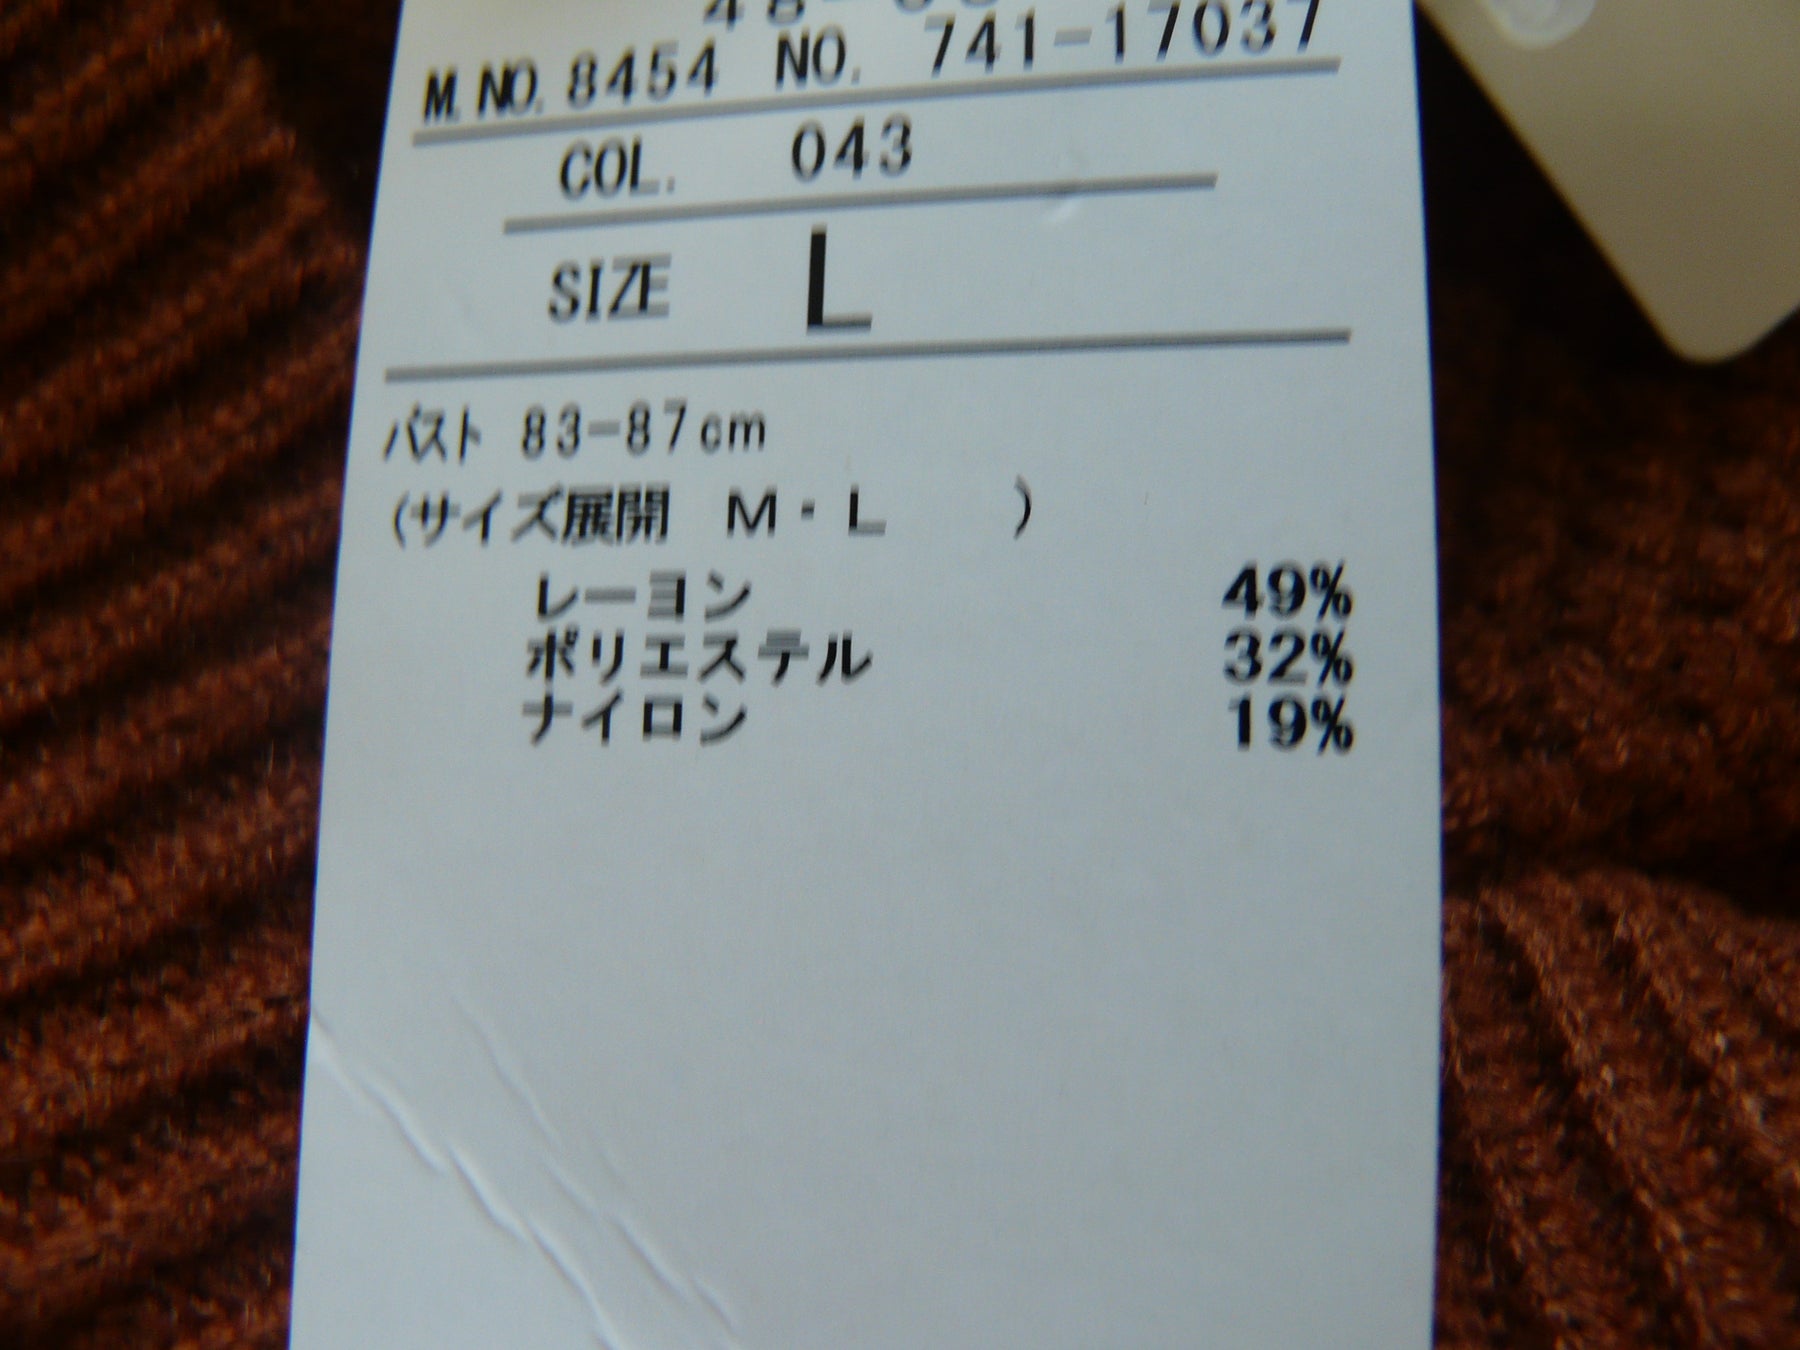 M.NO.8454 NO. 741-17037
COL. 043
SIZE L
バスト 83-87cm
(サイズ展開 M・L )
レーヨン 49%
ポリエステル 32%
ナイロン 19%